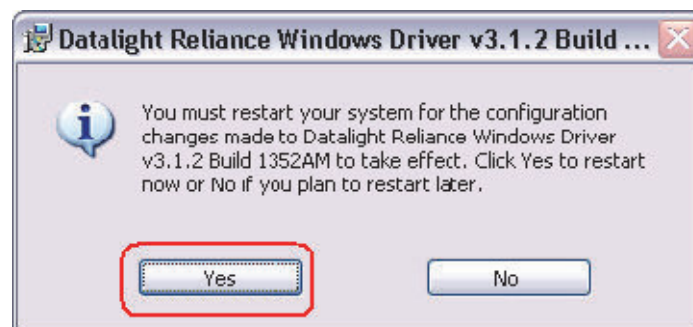 Datalight Reliance Windows Driver v3.1.2 Build ...
You must restart your system for the configuration
changes made to Datalight Reliance Windows Driver
v3.1.2 Build 1352AM to take effect. Click Yes to restart
now or No if you plan to restart later.
Yes
No